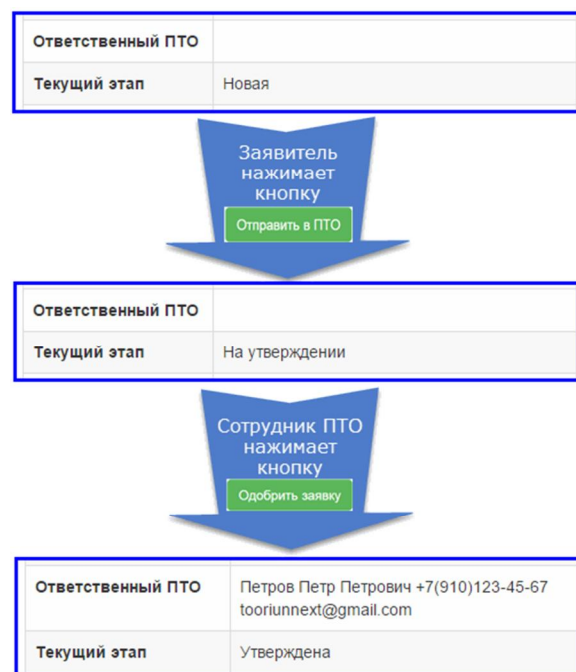 Ответственный ПТО
Текущий этап Новая
Заявитель
нажимает
кнопку
Отправить в ПТО
Ответственный ПТО
Текущий этап На утверждении
Сотрудник ПТО
нажимает
кнопку
Одобрить заявку
Ответственный ПТО Петров Петр Петрович +7(910)123-45-67
tooriunnext@gmail.com
Текущий этап Утверждена